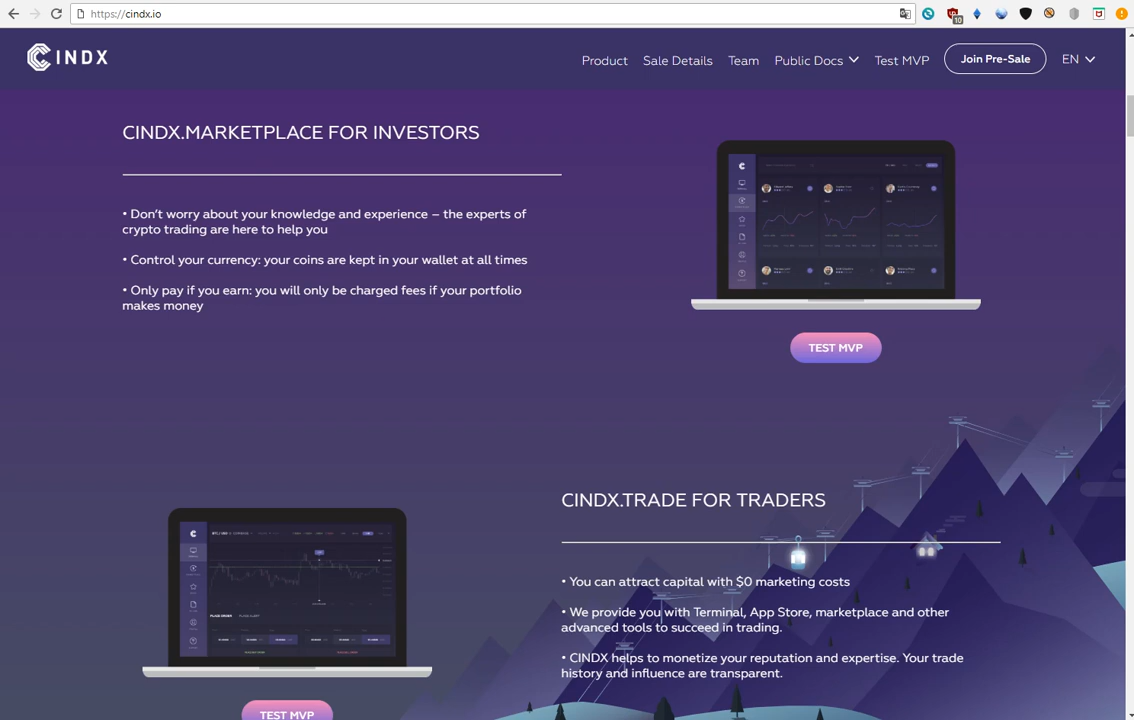 https://cindx.io
10
CINDX
Product
Sale Details
Team
Public Docs
Test MVP
Join Pre-Sale
EN
CINDX.MARKETPLACE FOR INVESTORS
• Don't worry about your knowledge and experience – the experts of
crypto trading are here to help you
• Control your currency: your coins are kept in your wallet at all times
• Only pay if you earn: you will only be charged fees if your portfolio
makes money
TEST MVP
CINDX.TRADE FOR TRADERS
• You can attract capital with $0 marketing costs
• We provide you with Terminal, App Store, marketplace and other
advanced tools to succeed in trading.
• CINDX helps to monetize your reputation and expertise. Your trade
history and influence are transparent.
PLACE ORDER
PLACE ALERT
TEST MVP